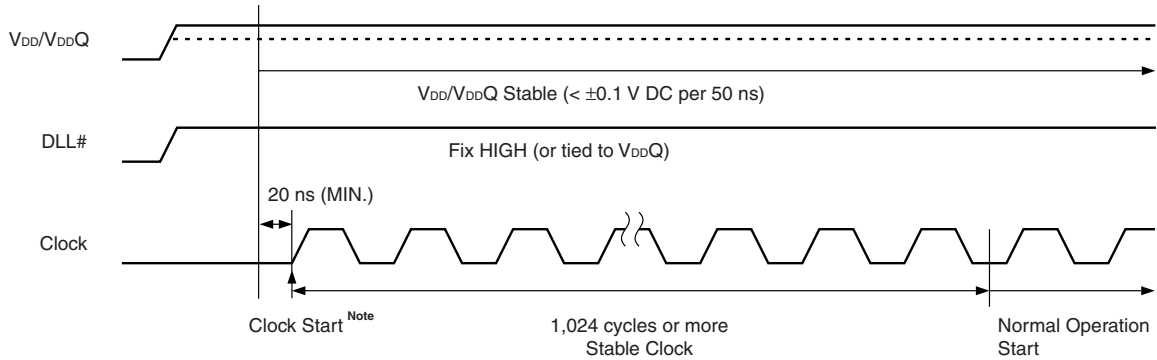 VDD/VDDQ
VDD/VDDQ Stable (< ±0.1 V DC per 50 ns)
DLL#
Fix HIGH (or tied to VDDQ)
20 ns (MIN.)
Clock
Clock Start Note
1,024 cycles or more
Stable Clock
Normal Operation
Start